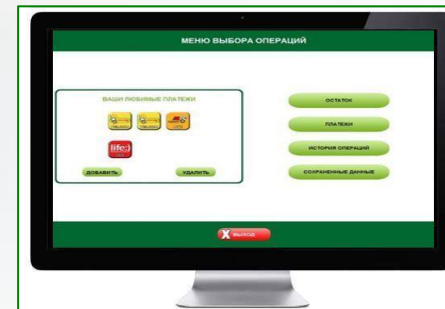 МЕНЮ ВЫБОРА ОПЕРАЦИЙ
ВАШИ ЛЮБИМЫЕ ПЛАТЕЖИ
life:)
ДОБАВИТЬ
УДАЛИТЬ
ОСТАТОК
ПЛАТЕЖИ
ИСТОРИЯ ОПЕРАЦИЙ
СОХРАНЕННЫЕ ДАННЫЕ
X ВЫХОД